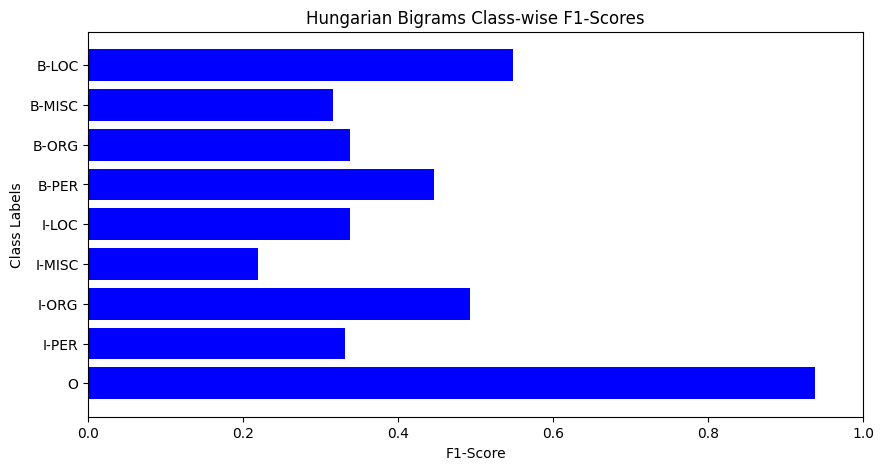 Hungarian Bigrams Class-wise F1-Scores
Class Labels
B-LOC
B-MISC
B-ORG
B-PER
I-LOC
I-MISC
I-ORG
I-PER
O
0.0 0.2 0.4 0.6 0.8 1.0
F1-Score